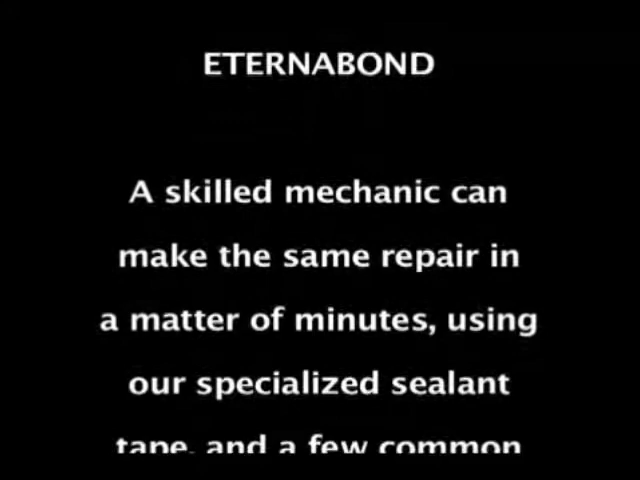 ETERNABOND
A skilled mechanic can
make the same repair in
a matter of minutes, using
our specialized sealant
tape, and a few common